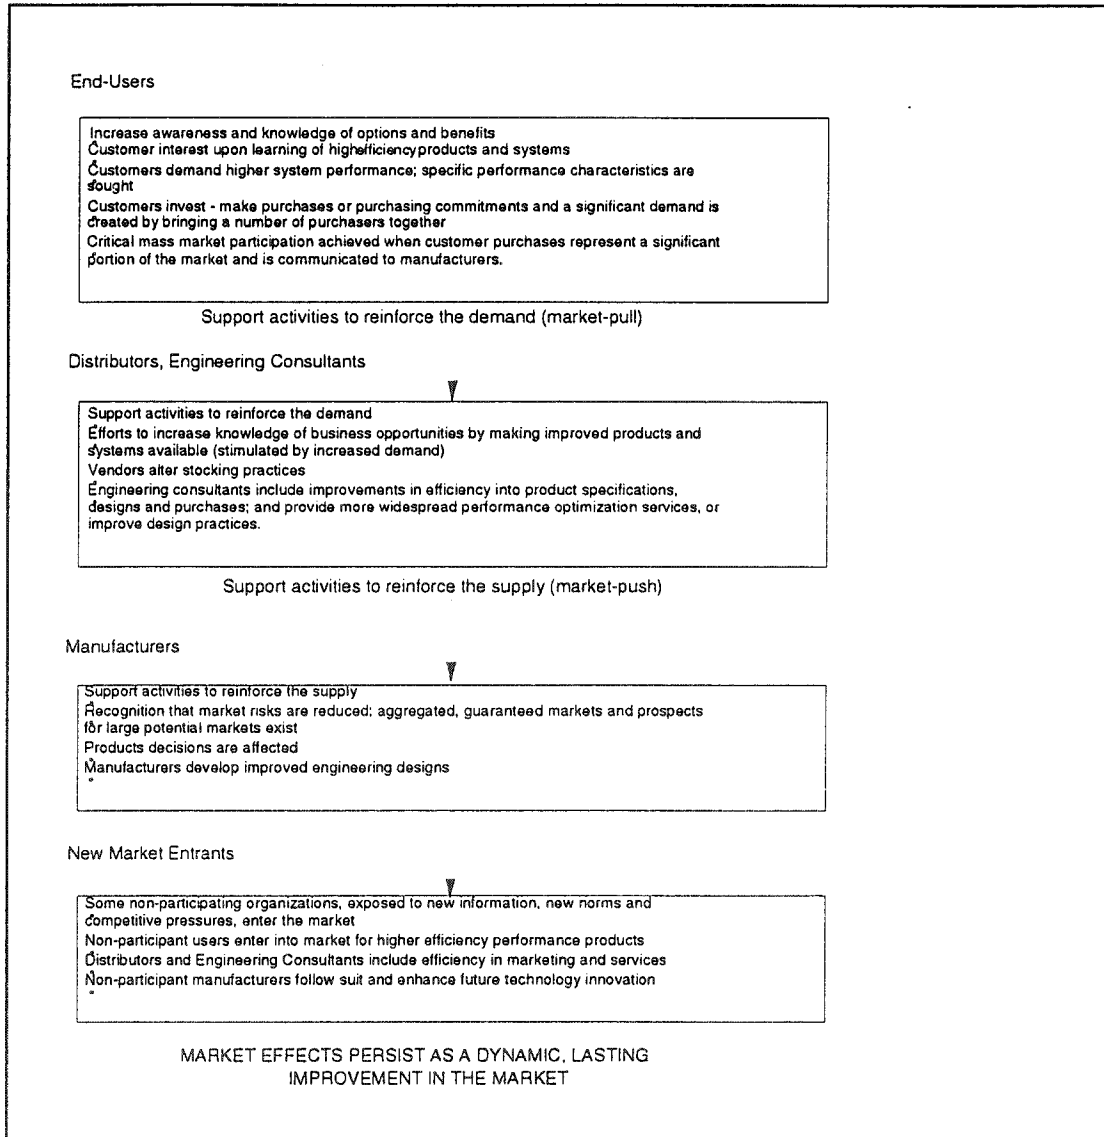 End-Users
Increase awareness and knowledge of options and benefits
Customer interest upon learning of highefficiency products and systems
Customers demand higher system performance; specific performance characteristics are
sought
Customers invest - make purchases or purchasing commitments and a significant demand is
created by bringing a number of purchasers together
Critical mass market participation achieved when customer purchases represent a significant
portion of the market and is communicated to manufacturers.
Support activities to reinforce the demand (market-pull)
Distributors, Engineering Consultants
Support activities to reinforce the demand
Efforts to increase knowledge of business opportunities by making improved products and
systems available (stimulated by increased demand)
Vendors alter stocking practices
Engineering consultants include improvements in efficiency into product specifications,
designs and purchases; and provide more widespread performance optimization services, or
improve design practices.
Support activities to reinforce the supply (market-push)
Manufacturers
Support activities to reinforce the supply
Recognition that market risks are reduced; aggregated, guaranteed markets and prospects
for large potential markets exist
Products decisions are affected
Manufacturers develop improved engineering designs
New Market Entrants
Some non-participating organizations, exposed to new information, new norms and
competitive pressures, enter the market
Non-participant users enter into market for higher efficiency performance products
Distributors and Engineering Consultants include efficiency in marketing and services
Non-participant manufacturers follow suit and enhance future technology innovation
MARKET EFFECTS PERSIST AS A DYNAMIC, LASTING
IMPROVEMENT IN THE MARKET